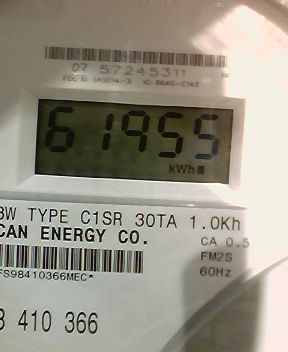 07 57245311
61955
kWh
3W TYPE C1SR 30TA 1.0Kh
CAN ENERGY CO.
CA 0.5
FM2S
FS98410366MEC*
60Hz
410 366